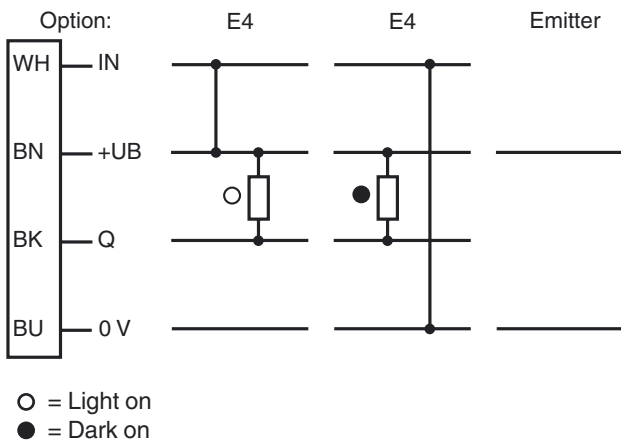 Option: E4 E4 Emitter
WH IN
BN +UB
BK Q
BU 0 V
= Light on
= Dark on